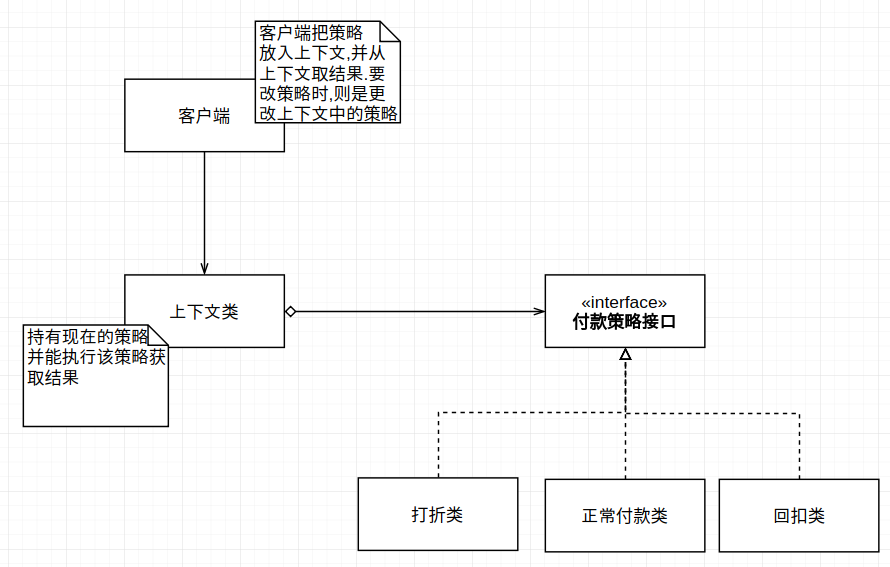 客户端把策略
放入上下文,并从
上下文取结果.要
改策略时,则是更
改上下文中的策略
客户端
上下文类
持有现在的策略
并能执行该策略获
取结果
«interface»
付款策略接口
打折类
正常付款类
回扣类